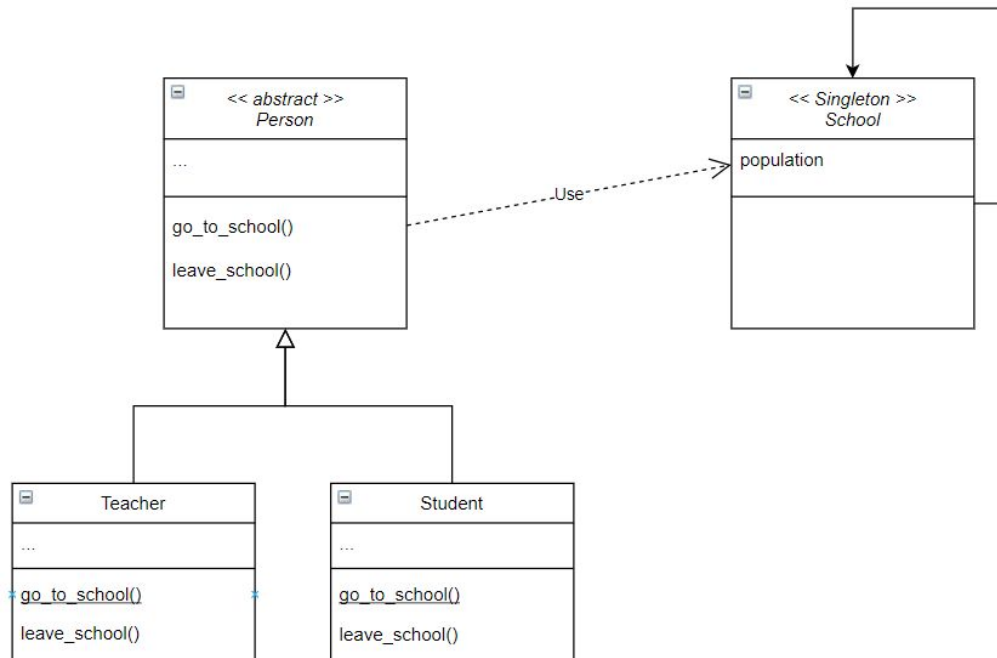 << abstract >>
Person
...
go_to_school()
leave_school()
Use
<< Singleton >>
School
population
Teacher
...
go_to_school()
leave_school()
Student
...
go_to_school()
leave_school()